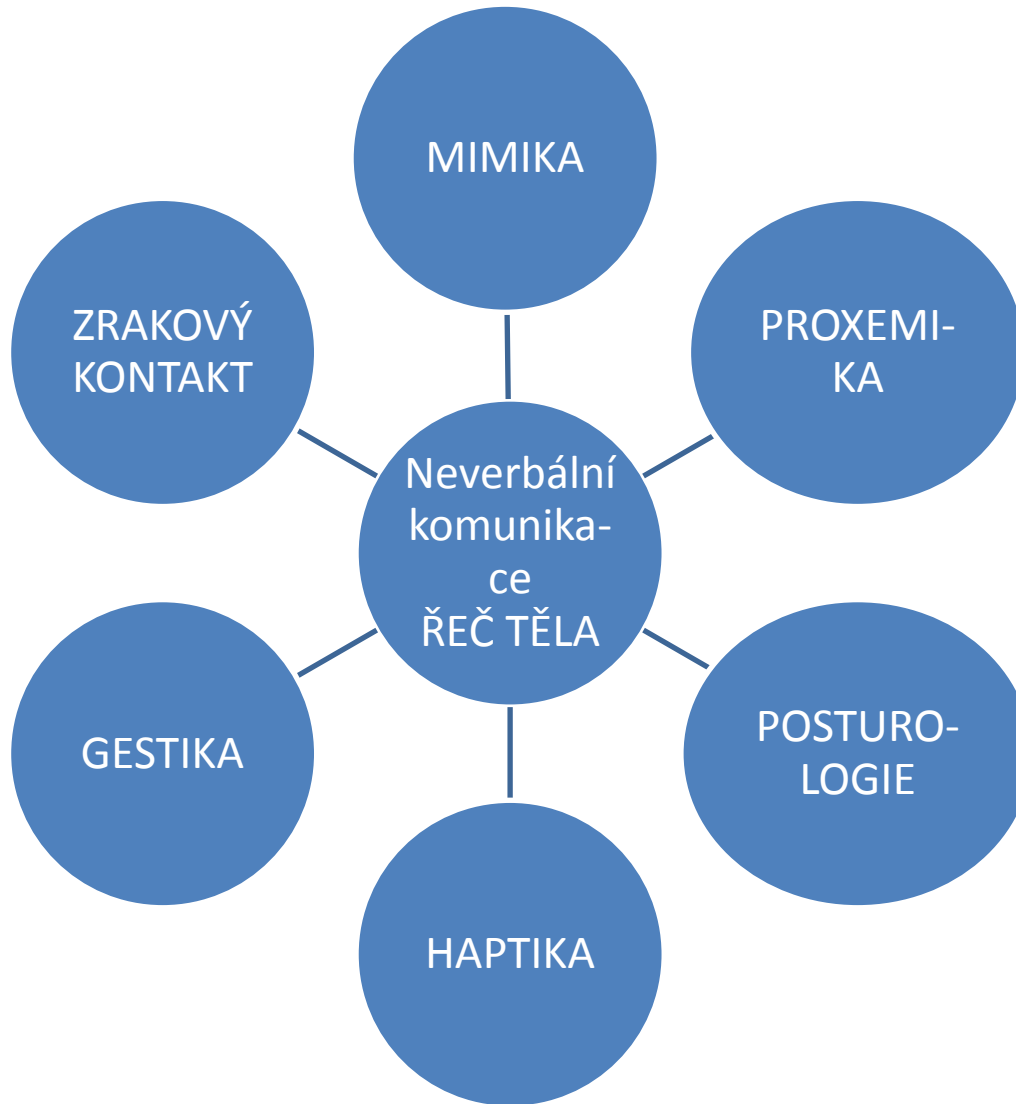 MIMIKA
ZRAKOVÝ
KONTAKT
PROXEMI-
KA
Neverbální
komunika-
ce
ŘEČ TĚLA
GESTIKA
POSTURO-
LOGIE
HAPTIKA